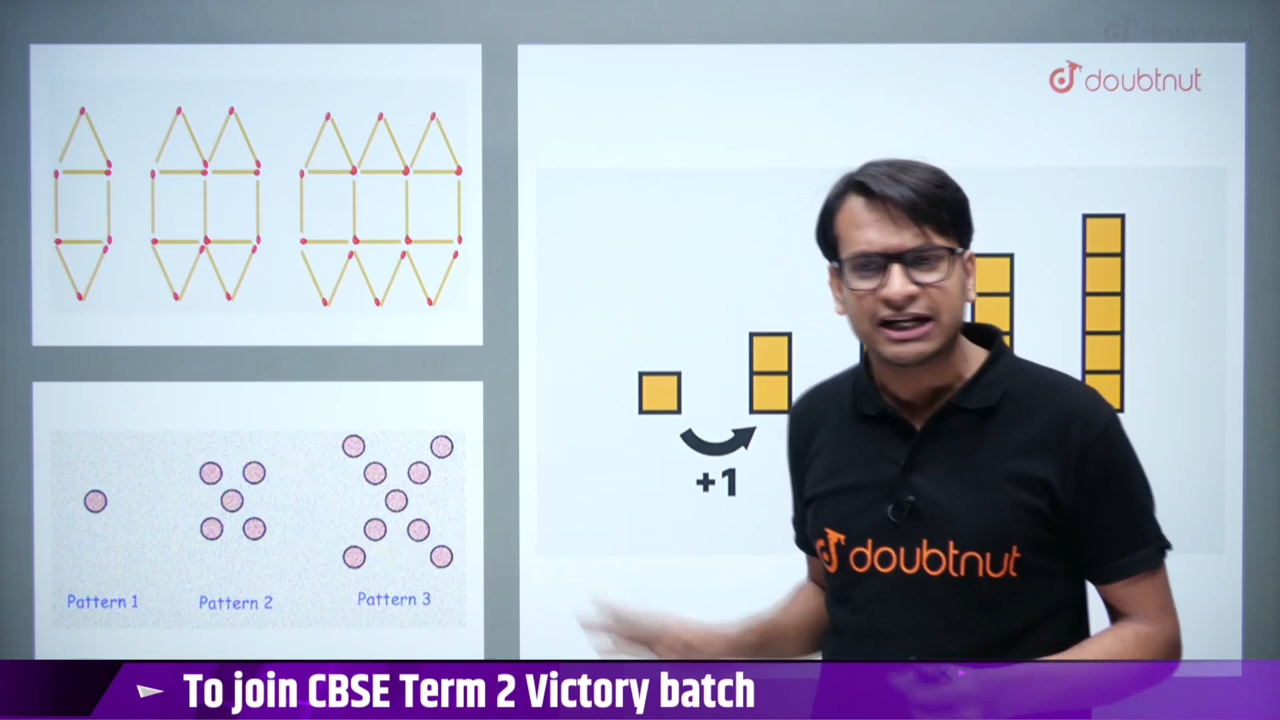 doubtnut
+1
Pattern 1
Pattern 2
Pattern 3
doubtnut
To join CBSE Term 2 Victory batch